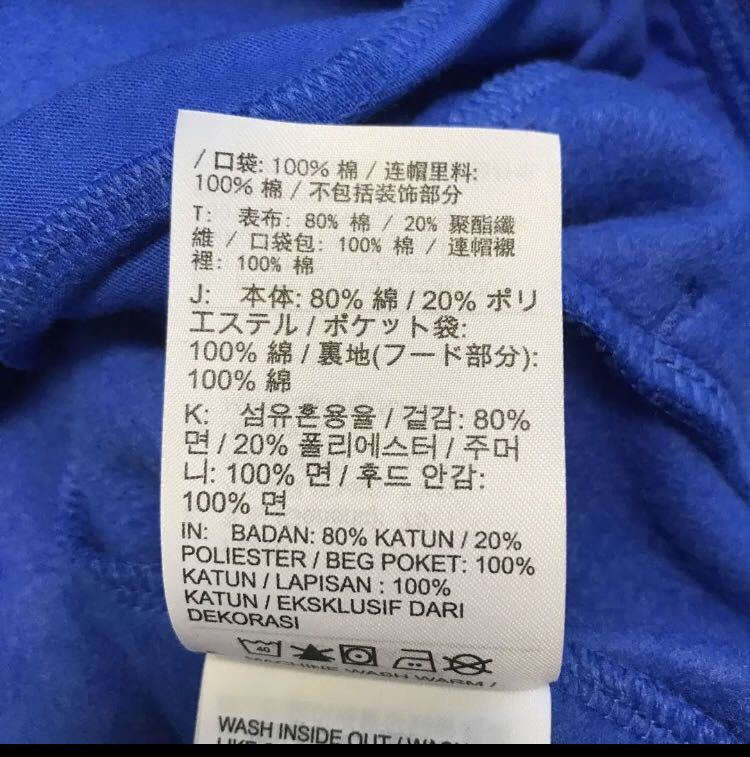 / 口袋: 100% 棉 / 连帽里料:
100% 棉 / 不包括装饰部分
T: 表布: 80% 棉 / 20% 聚酯纖
維 / 口袋包: 100% 棉 / 連帽襯
裡: 100% 棉
J: 本体: 80% 綿 / 20% ポリ
エステル / ポケット袋:
100% 綿 / 裏地(フード部分):
100% 綿
K: 섬유혼용율 / 겉감: 80%
면 / 20% 폴리에스터 / 주머
니: 100% 면 / 후드 안감:
100% 면
IN: BADAN: 80% KATUN / 20%
POLIESTER / BEG POKET: 100%
KATUN / LAPISAN : 100%
KATUN / EKSKLUSIF DARI
DEKORASI
40
MACHINE WASH WARM /
WASH INSIDE OUT / WASH